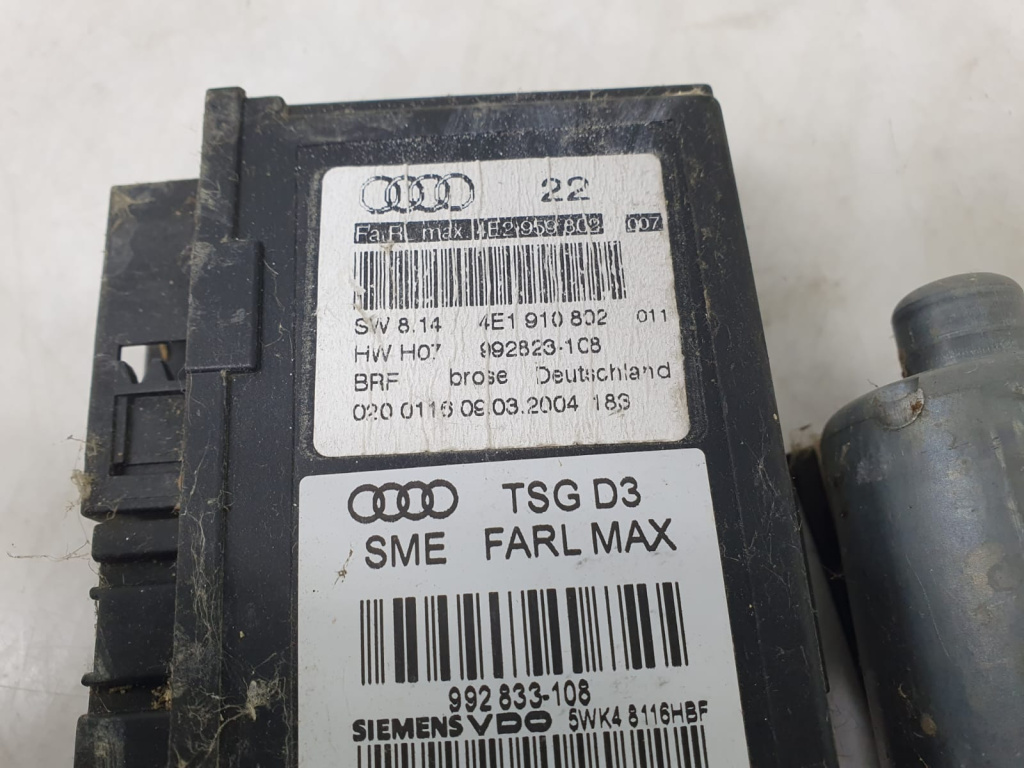 22
FaRL max 4E2 959 802 007
SW 8.14 4E1 910 802 011
HW H07 992823-108
BRF brose Deutschland
020 0116 09.03.2004 183
TSG D3
SME FARL MAX
992 833-108
SIEMENS VDO 5WK4 8116HBF